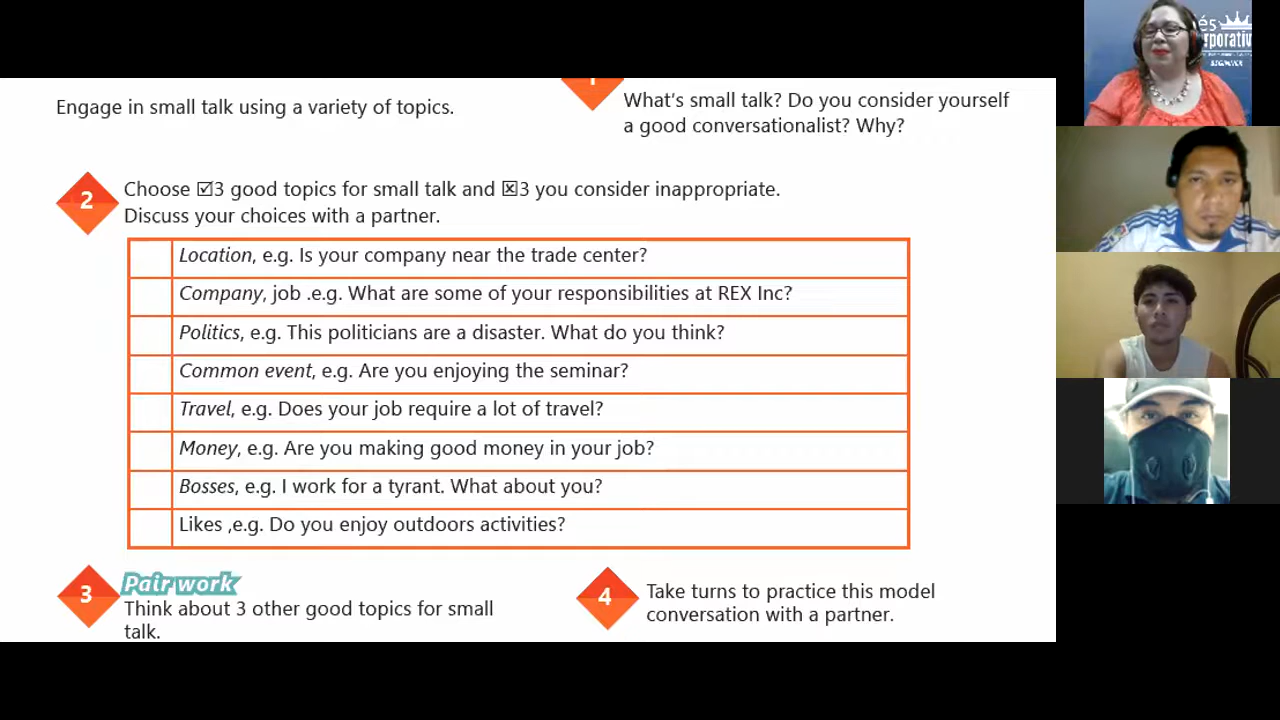 Engage in small talk using a variety of topics.
What's small talk? Do you consider yourself
a good conversationalist? Why?
2
Choose ☑3 good topics for small talk and ☒3 you consider inappropriate.
Discuss your choices with a partner.
Location, e.g. Is your company near the trade center?
Company, job .e.g. What are some of your responsibilities at REX Inc?
Politics, e.g. This politicians are a disaster. What do you think?
Common event, e.g. Are you enjoying the seminar?
Travel, e.g. Does your job require a lot of travel?
Money, e.g. Are you making good money in your job?
Bosses, e.g. I work for a tyrant. What about you?
Likes ,e.g. Do you enjoy outdoors activities?
3
Pair work
Think about 3 other good topics for small
talk.
4
Take turns to practice this model
conversation with a partner.
és
rporativ